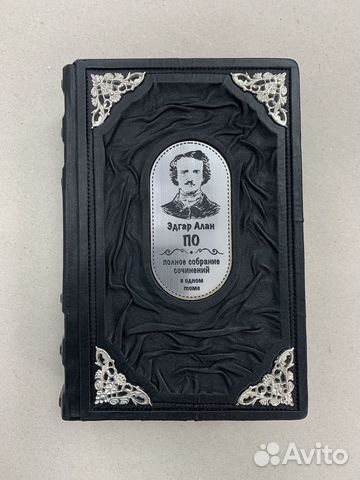 Эдгар Алан
ПО
полное собрание
сочинений
в одном
томе
Avito